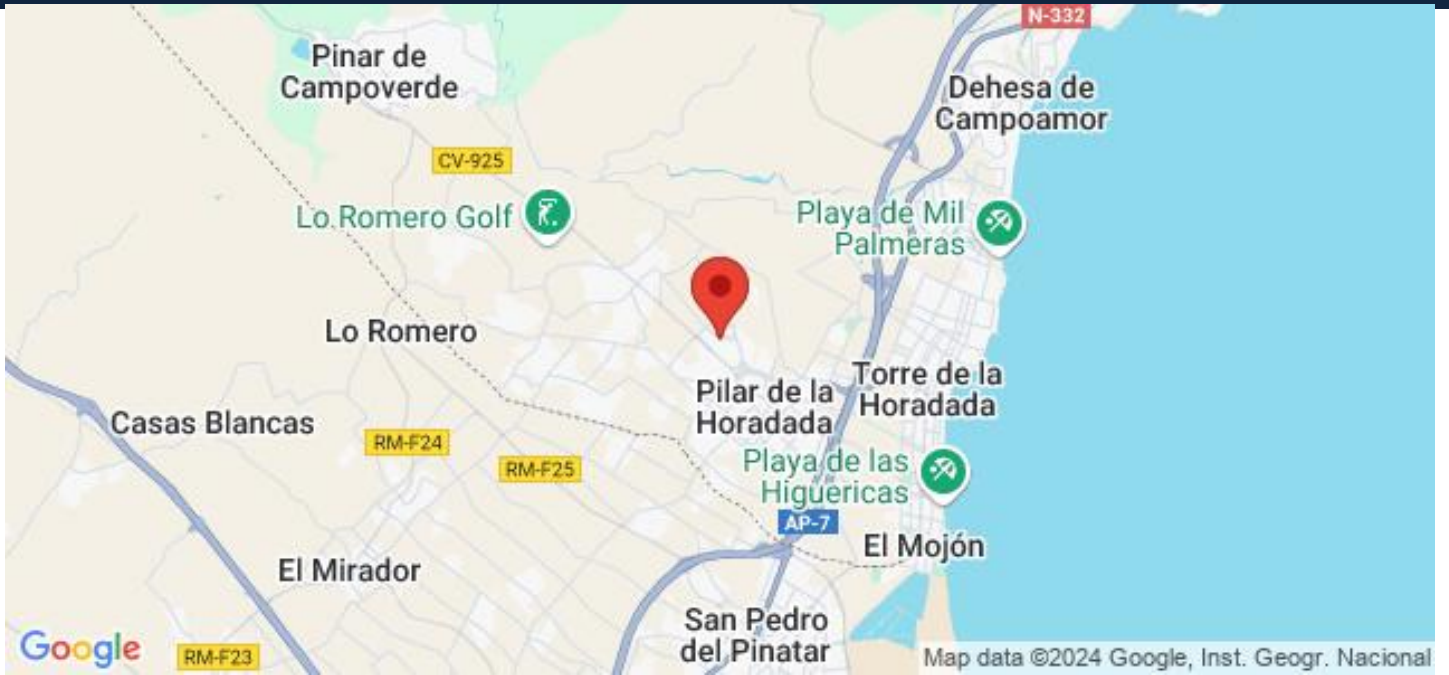 N-332
Pinar de
Campoverde
Dehesa de
Campoamor
CV-925
Lo Romero Golf
Playa de Mil
Palmeras
Lo Romero
Pilar de la
Horadada
Torre de la
Horadada
Casas Blancas
RM-F24
RM-F25
Playa de las
Higuericas
AP-7
El Mojón
El Mirador
San Pedro
del Pinatar
Google
RM-F23
Map data ©2024 Google, Inst. Geogr. Nacional